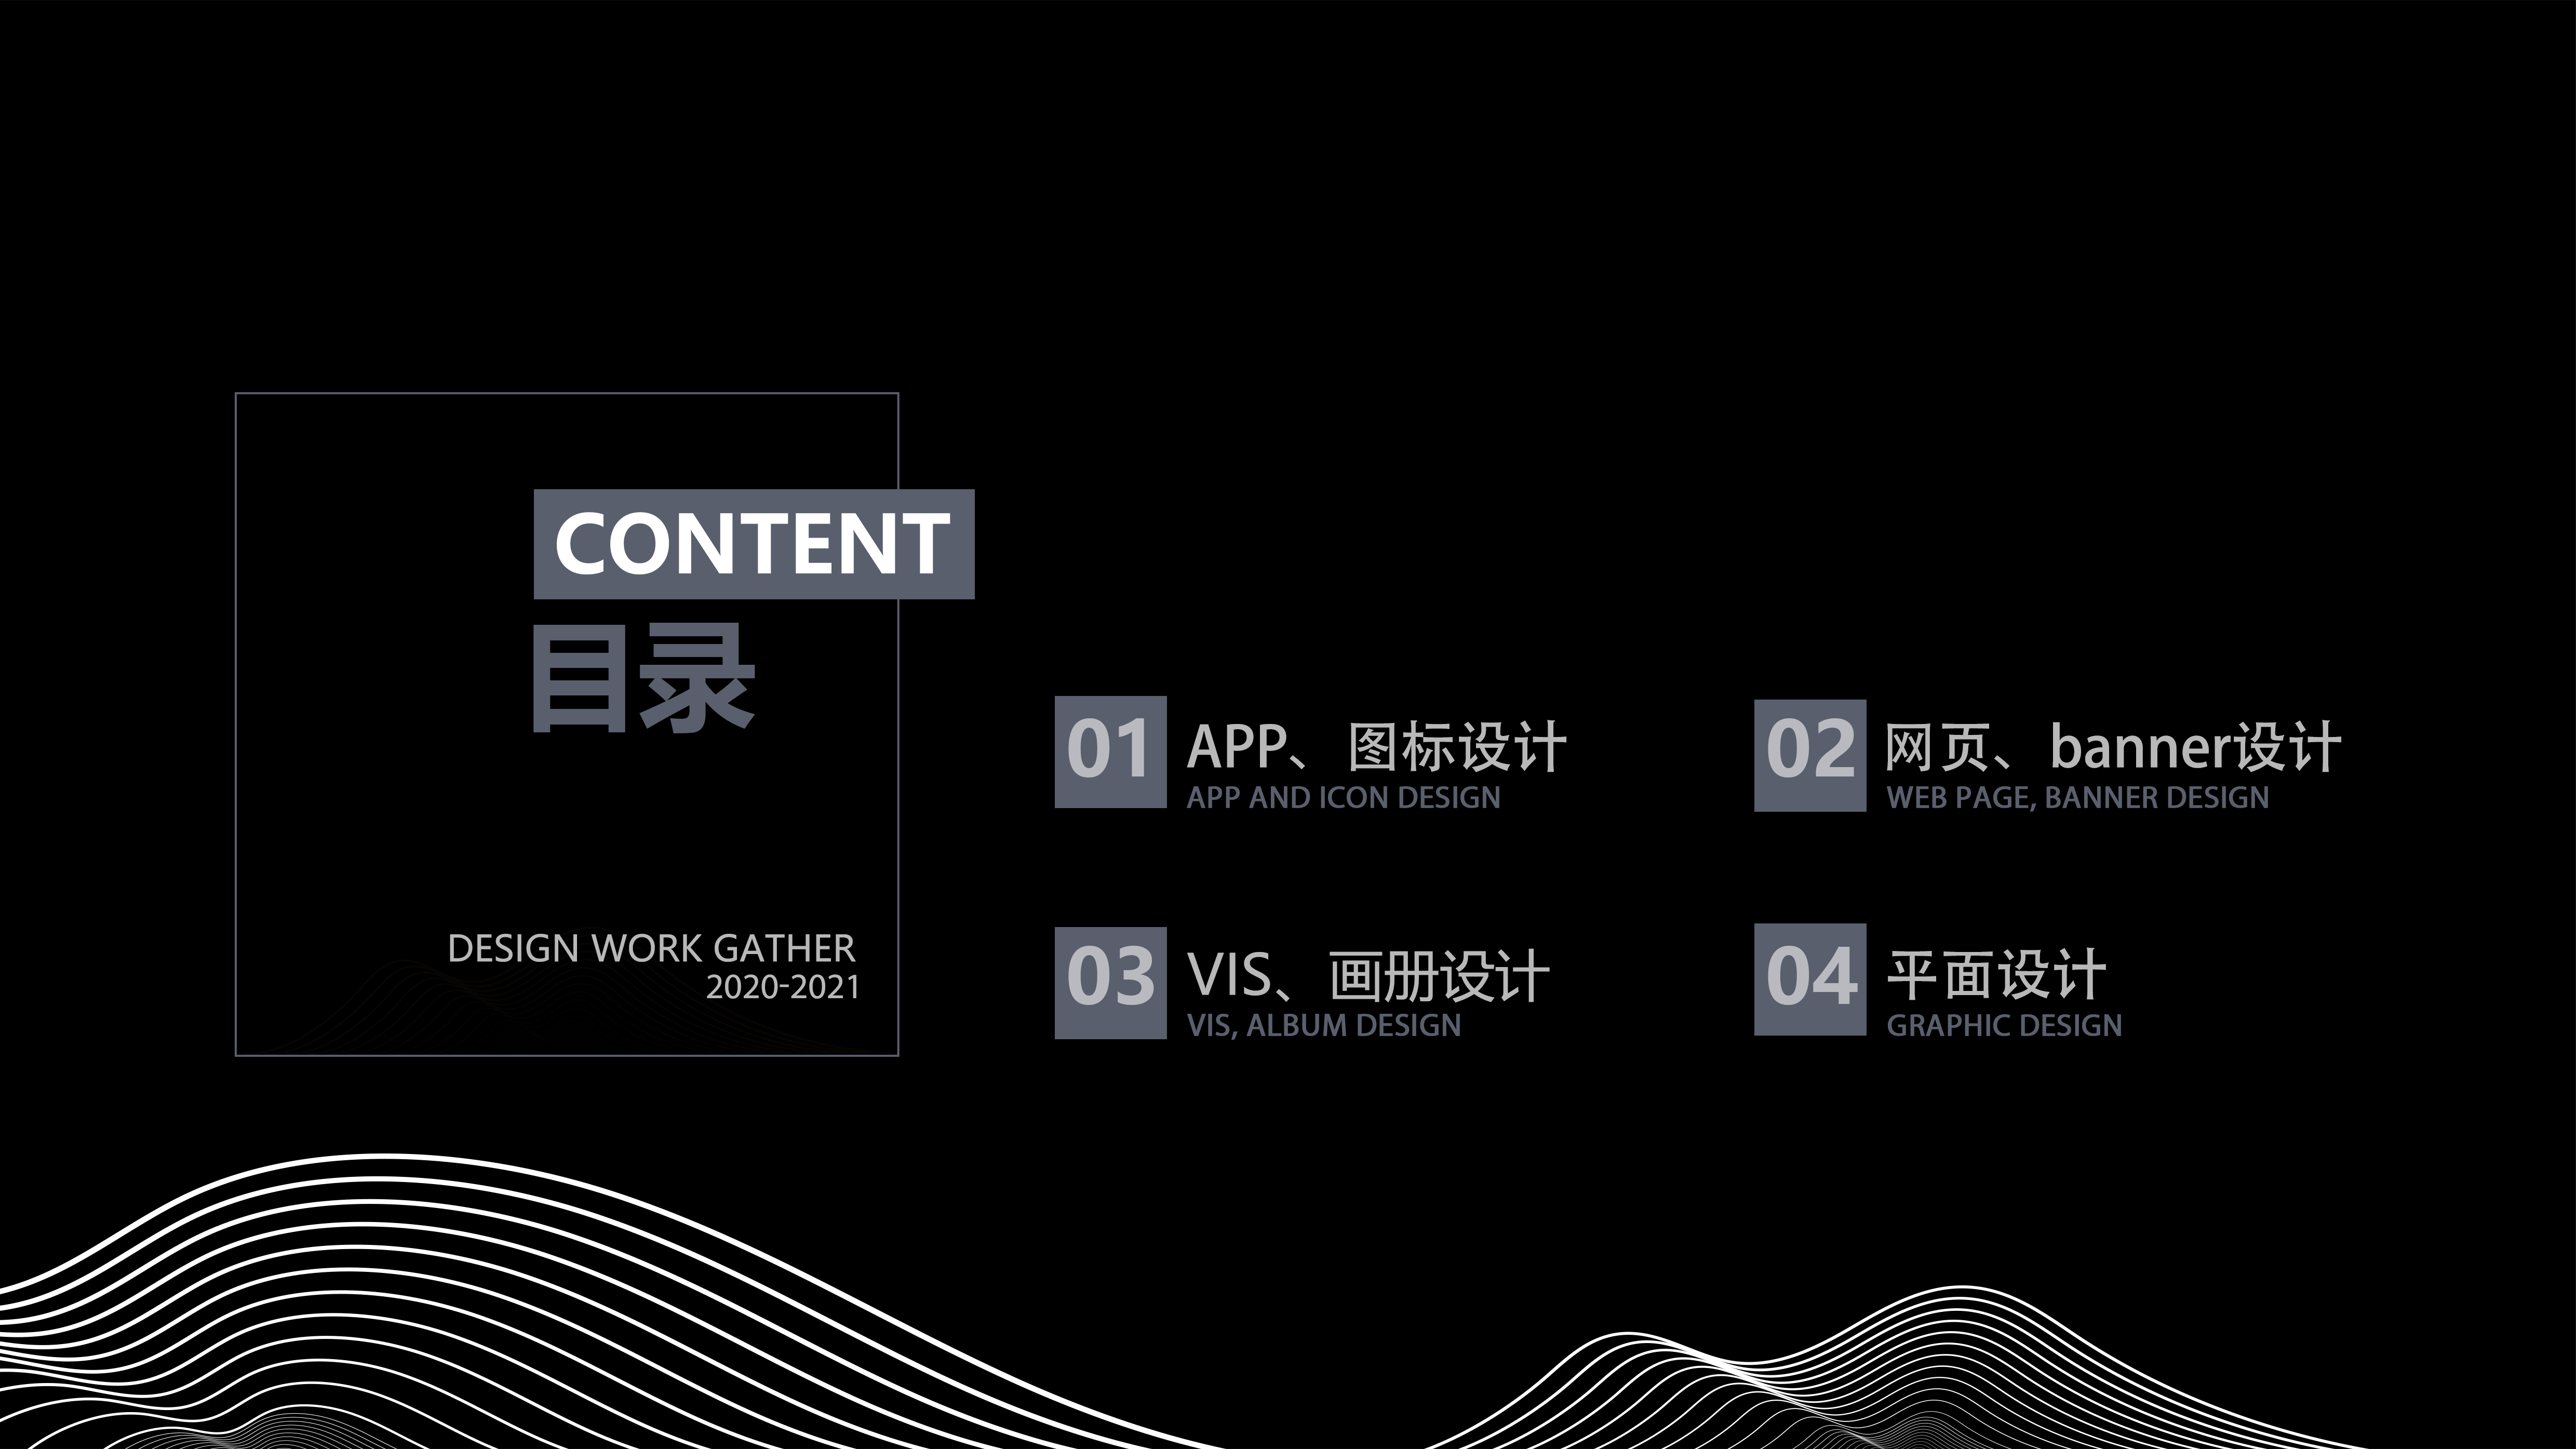 CONTENT
目录
DESIGN WORK GATHER
2020-2021
01
APP、图标设计
APP AND ICON DESIGN
02
网页、banner设计
WEB PAGE, BANNER DESIGN
03
VIS、画册设计
VIS, ALBUM DESIGN
04
平面设计
GRAPHIC DESIGN